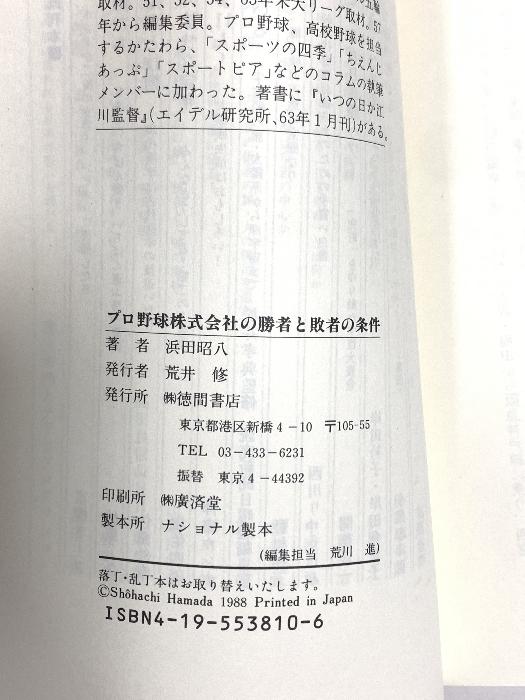 取材。51、52、54、63年米大リーグ取材。57
年から編集委員。プロ野球、高校野球を担当
するかたわら、「スポーツの四季」「ちえんじ
あっぷ」「スポートピア」などのコラムの執筆
メンバーに加わった。著書に『いつの日か江
川監督』(エイデル研究所、63年1月刊)がある。
プロ野球株式会社の勝者と敗者の条件
著 者 浜田昭八
発行者 荒井 修
発行所 ㈱徳間書店
東京都港区新橋4-10 〒105-55
TEL 03-433-6231
振替 東京4-44392
印刷所 ㈱廣済堂
製本所 ナショナル製本
(編集担当 荒川 進)
落丁・乱丁本はお取り替えいたします。
©Shôhachi Hamada 1988 Printed in Japan
ISBN4-19-553810-6